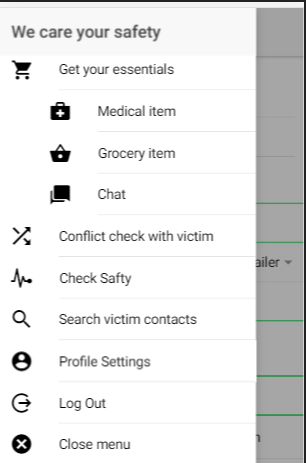 We care your safety
Get your essentials
Medical item
Grocery item
Chat
Conflict check with victim
ailer
Check Safty
Search victim contacts
Profile Settings
Log Out
Close menu